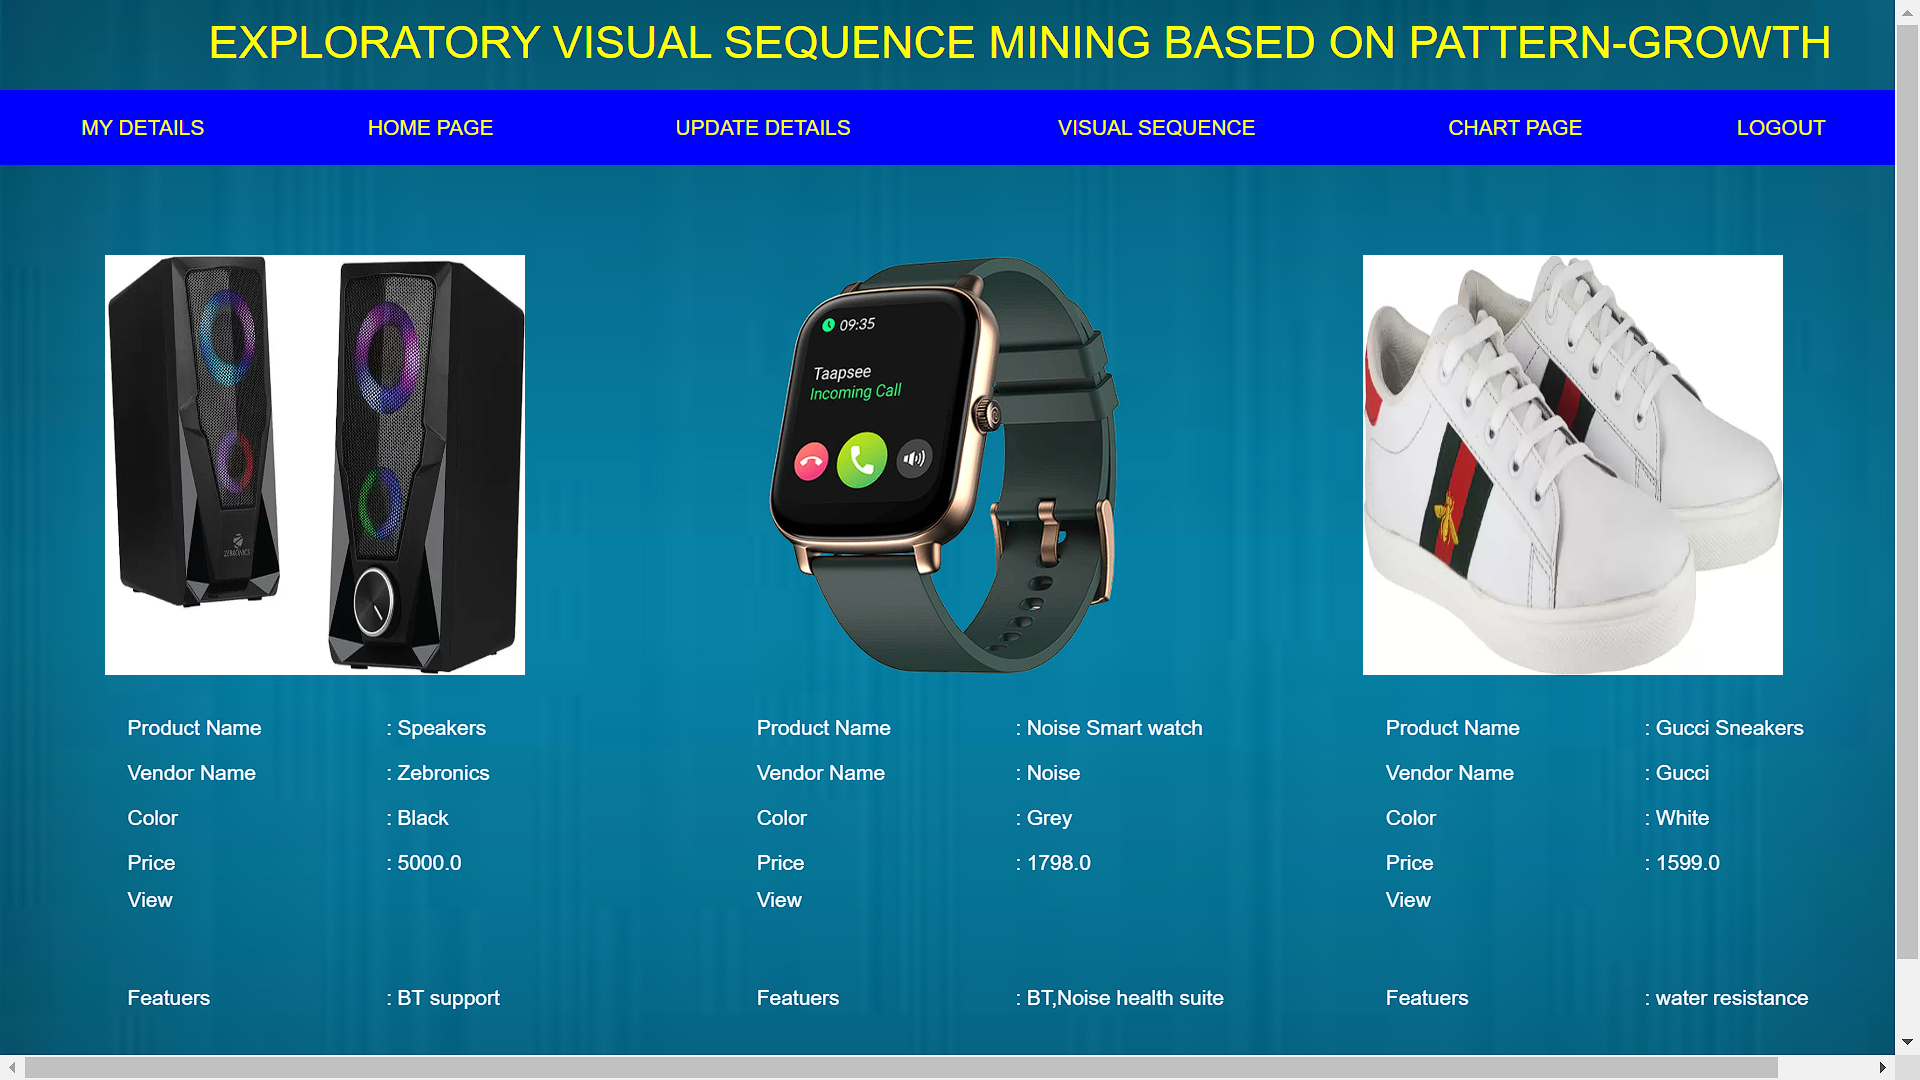 EXPLORATORY VISUAL SEQUENCE MINING BASED ON PATTERN-GROWTH
MY DETAILS HOME PAGE UPDATE DETAILS VISUAL SEQUENCE CHART PAGE LOGOUT
ZEBRONICS
09:35
Taapsee
Incoming Call
Product Name : Speakers
Vendor Name : Zebronics
Color : Black
Price : 5000.0
View
Featuers : BT support
Product Name : Noise Smart watch
Vendor Name : Noise
Color : Grey
Price : 1798.0
View
Featuers : BT,Noise health suite
Product Name : Gucci Sneakers
Vendor Name : Gucci
Color : White
Price : 1599.0
View
Featuers : water resistance